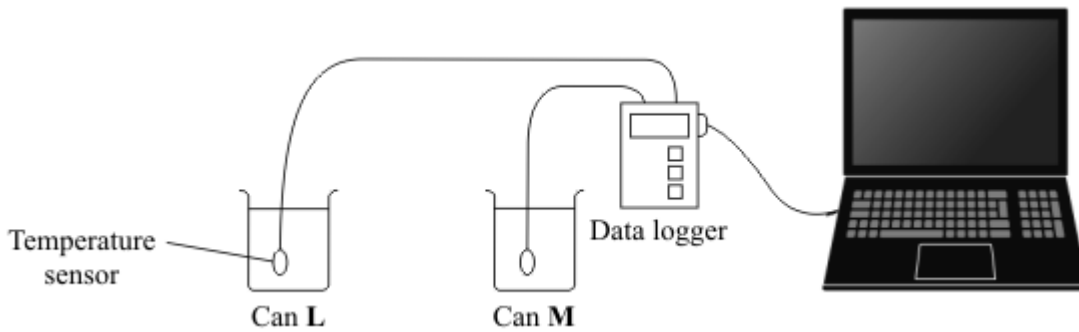 Data logger
Temperature
sensor
Can L
Can M